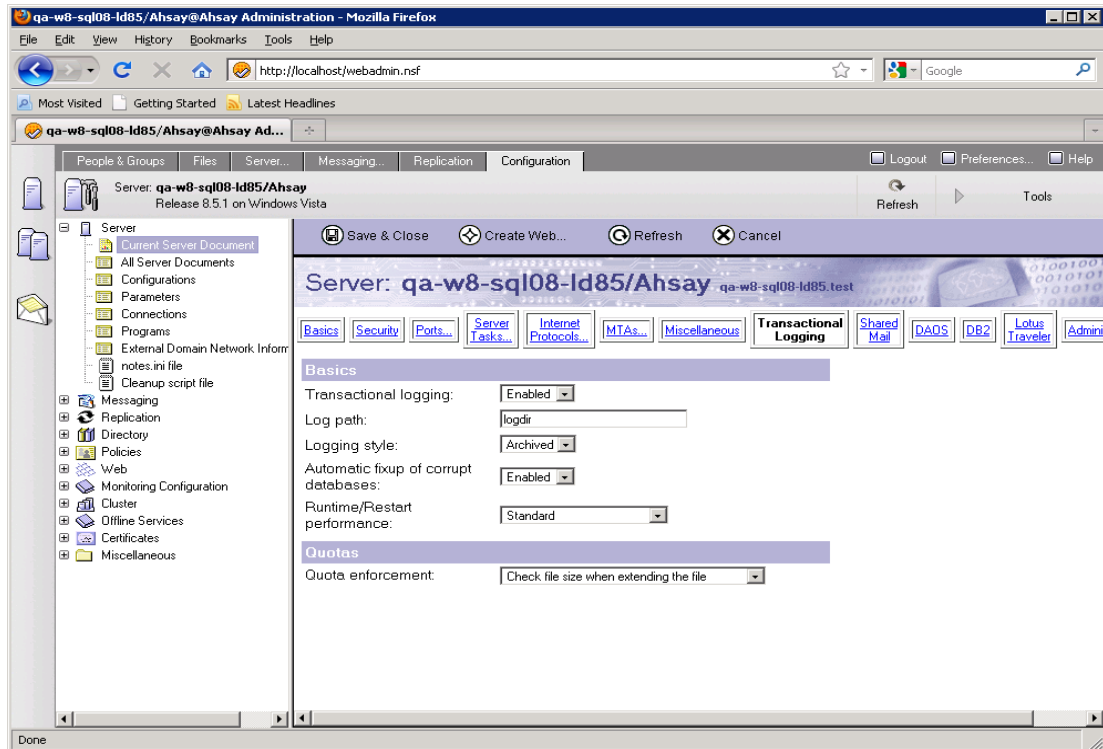 qa-w8-sql08-ld85/Ahsay@Ahsay Administration - Mozilla Firefox
File Edit View History Bookmarks Tools Help
http://localhost/webadmin.nsf
Google
Most Visited Getting Started Latest Headlines
qa-w8-sql08-ld85/Ahsay@Ahsay Ad...
People & Groups Files Server... Messaging... Replication Configuration Logout Preferences... Help
Server: qa-w8-sql08-ld85/Ahsay
Release 8.5.1 on Windows Vista
Refresh Tools
Server
Current Server Document
All Server Documents
Configurations
Parameters
Connections
Programs
External Domain Network Inform
notes.ini file
Cleanup script file
Messaging
Replication
Directory
Policies
Web
Monitoring Configuration
Cluster
Offline Services
Certificates
Miscellaneous
Save & Close Create Web... Refresh Cancel
Server: qa-w8-sql08-ld85/Ahsay qa-w8-sql08-ld85.test
Basics Security Ports... Server Tasks... Internet Protocols... MTAs... Miscellaneous Transactional Logging Shared Mail DAOS DB2 Lotus Traveler Admini
Basics
Transactional logging: Enabled
Log path: logdir
Logging style: Archived
Automatic fixup of corrupt databases: Enabled
Runtime/Restart performance: Standard
Quotas
Quota enforcement: Check file size when extending the file
Done